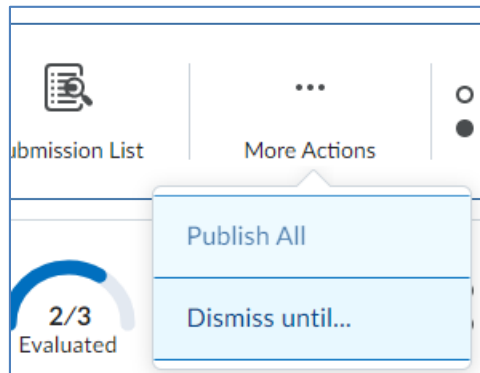 ubmission List
More Actions
Publish All
Dismiss until...
2/3
Evaluated